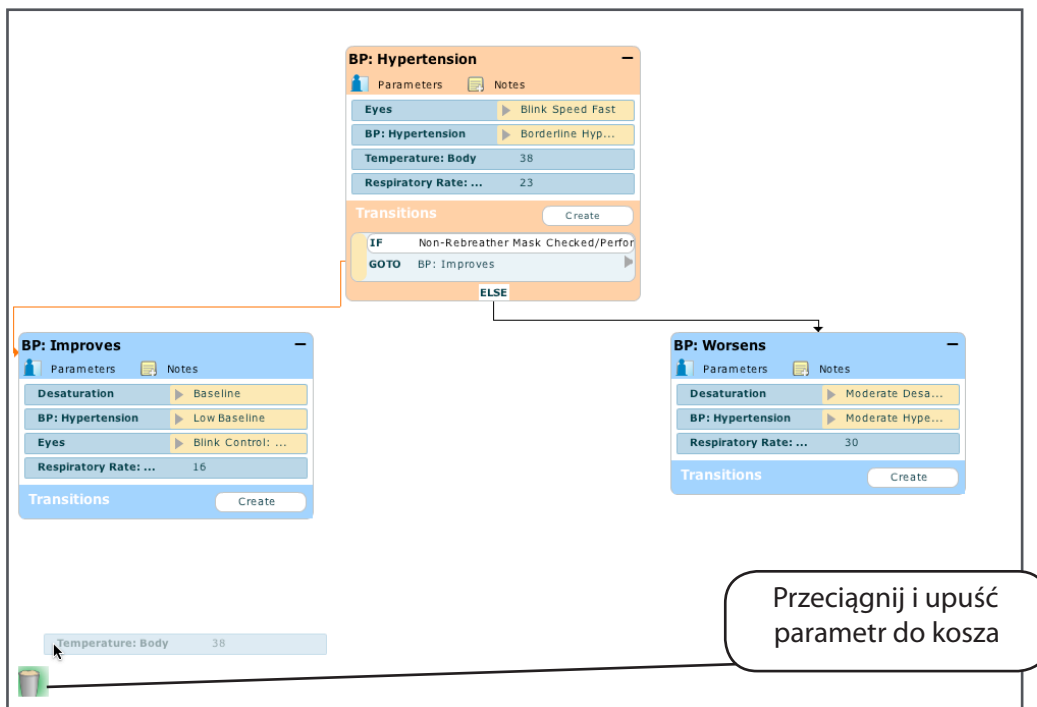 BP: Hypertension
Parameters Notes
Eyes Blink Speed Fast
BP: Hypertension Borderline Hyp...
Temperature: Body 38
Respiratory Rate: ... 23
Transitions Create
IF Non-Rebreather Mask Checked/Perfor
GOTO BP: Improves
ELSE
BP: Improves
Parameters Notes
Desaturation Baseline
BP: Hypertension Low Baseline
Eyes Blink Control: ...
Respiratory Rate: ... 16
Transitions Create
BP: Worsens
Parameters Notes
Desaturation Moderate Desa...
BP: Hypertension Moderate Hype...
Respiratory Rate: ... 30
Transitions Create
Przeciągnij i upuść
parametr do kosza
Temperature: Body 38